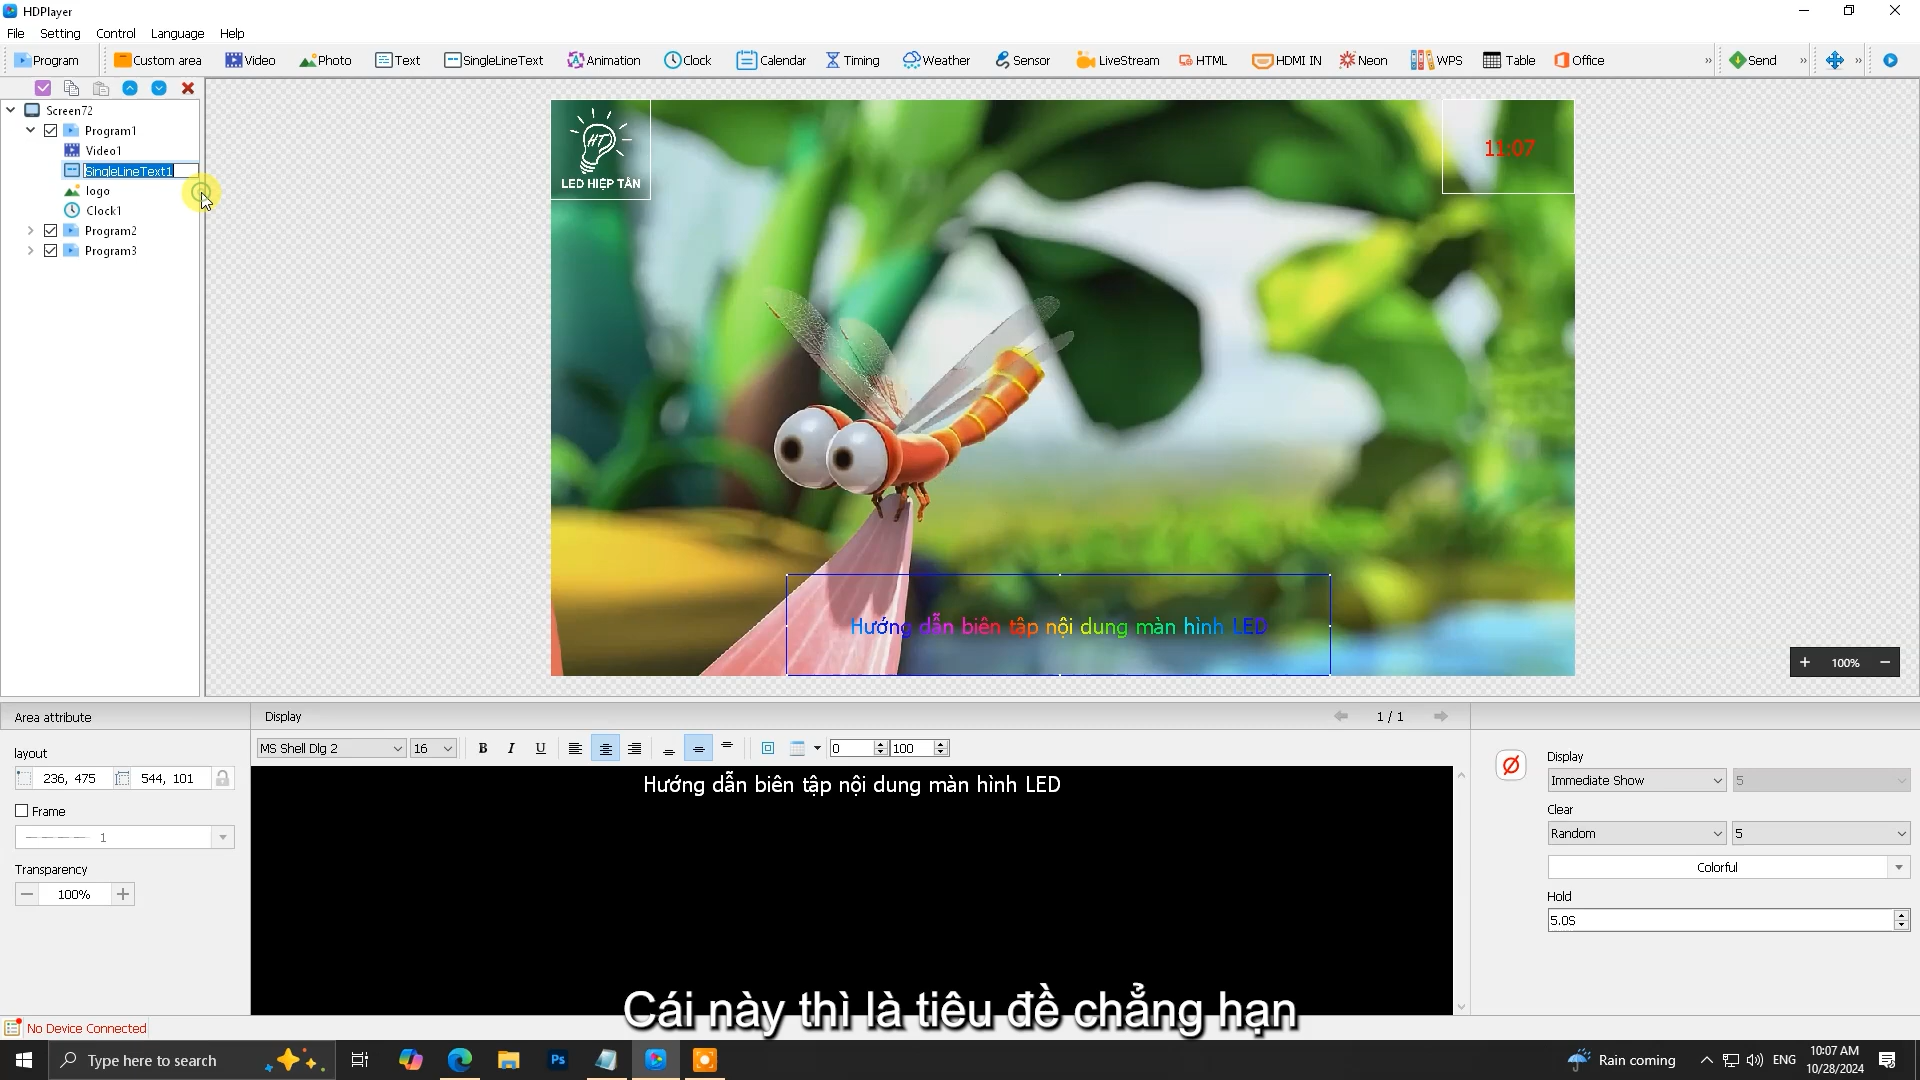 HDPlayer
File Setting Control Language Help
Program Custom area Video Photo Text SingleLineText Animation Clock Calendar Timing Weather Sensor LiveStream HTML HDMI IN Neon WPS Table Office » Send » »
Screen72
Program1
Video1
SingleLineText1
logo
Clock1
Program2
Program3
HT
LED HIỆP TÂN
11:07
Hướng dẫn biên tập nội dung màn hình LED
+ 100% −
Area attribute
layout
236, 475 544, 101
Frame
1
Transparency
− 100% +
Display 1 / 1
MS Shell Dlg 2 16 B I U 0 100
Hướng dẫn biên tập nội dung màn hình LED
Display
Immediate Show 5
Clear
Random 5
Colorful
Hold
5.0S
Cái này thì là tiêu đề chẳng hạn
No Device Connected
Type here to search
Ps
Rain coming
ENG
10:07 AM
10/28/2024